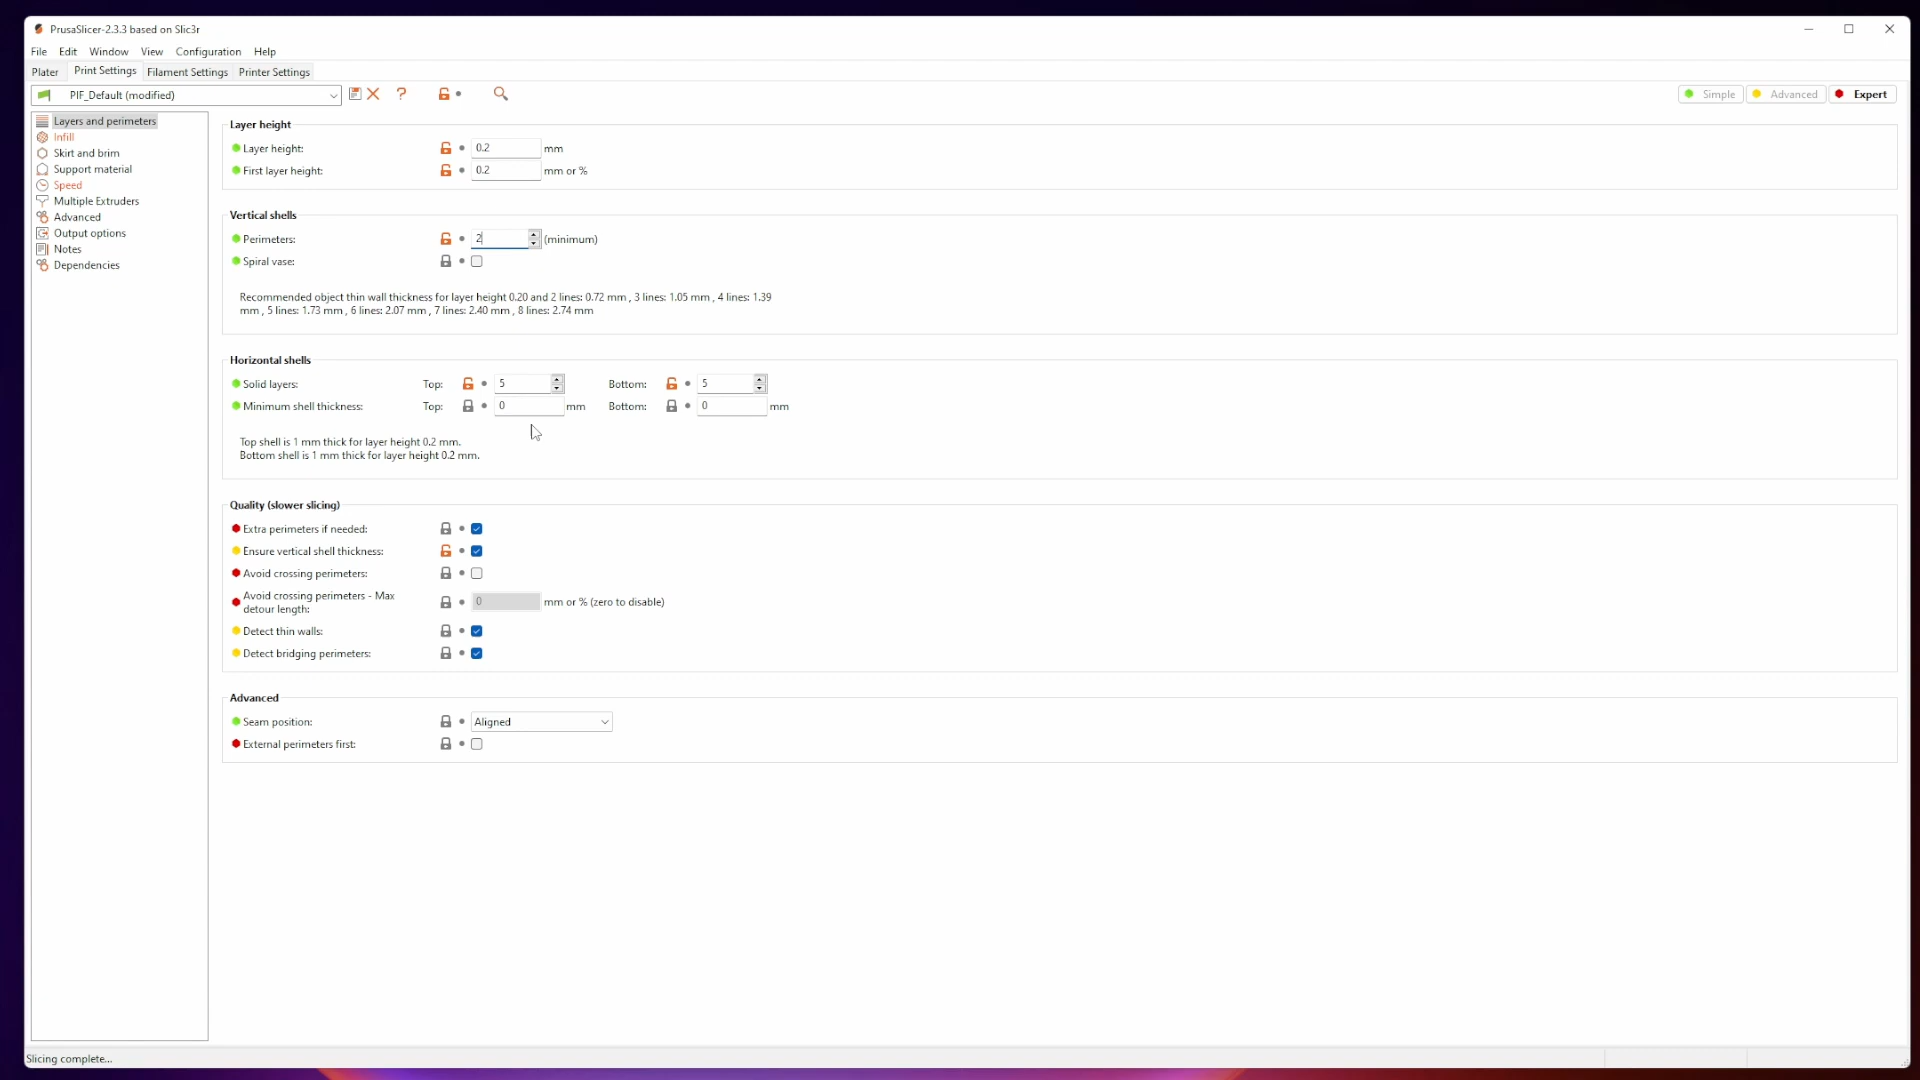 PrusaSlicer-2.3.3 based on Slic3r
File Edit Window View Configuration Help
Plater Print Settings Filament Settings Printer Settings
PIF_Default (modified) ? Simple Advanced Expert
Layers and perimeters
Infill
Skirt and brim
Support material
Speed
Multiple Extruders
Advanced
Output options
Notes
Dependencies
Layer height
Layer height: 0.2 mm
First layer height: 0.2 mm or %
Vertical shells
Perimeters: 2 (minimum)
Spiral vase:
Recommended object thin wall thickness for layer height 0.20 and 2 lines: 0.72 mm , 3 lines: 1.05 mm , 4 lines: 1.39
mm , 5 lines: 1.73 mm , 6 lines: 2.07 mm , 7 lines: 2.40 mm , 8 lines: 2.74 mm
Horizontal shells
Solid layers: Top: 5 Bottom: 5
Minimum shell thickness: Top: 0 mm Bottom: 0 mm
Top shell is 1 mm thick for layer height 0.2 mm.
Bottom shell is 1 mm thick for layer height 0.2 mm.
Quality (slower slicing)
Extra perimeters if needed:
Ensure vertical shell thickness:
Avoid crossing perimeters:
Avoid crossing perimeters - Max
detour length: 0 mm or % (zero to disable)
Detect thin walls:
Detect bridging perimeters:
Advanced
Seam position: Aligned
External perimeters first:
Slicing complete...